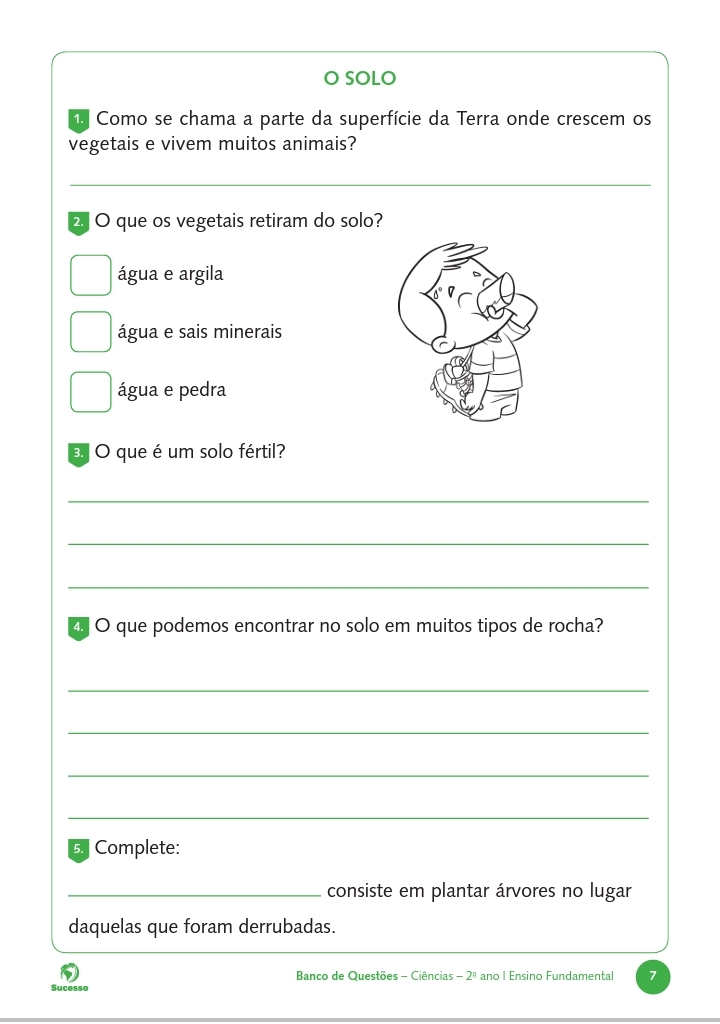 O SOLO
1. Como se chama a parte da superfície da Terra onde crescem os
vegetais e vivem muitos animais?
2. O que os vegetais retiram do solo?
água e argila
água e sais minerais
água e pedra
3. O que é um solo fértil?
4. O que podemos encontrar no solo em muitos tipos de rocha?
5. Complete:
consiste em plantar árvores no lugar
daquelas que foram derrubadas.
Sucesso
Banco de Questões – Ciências – 2º ano I Ensino Fundamental
7